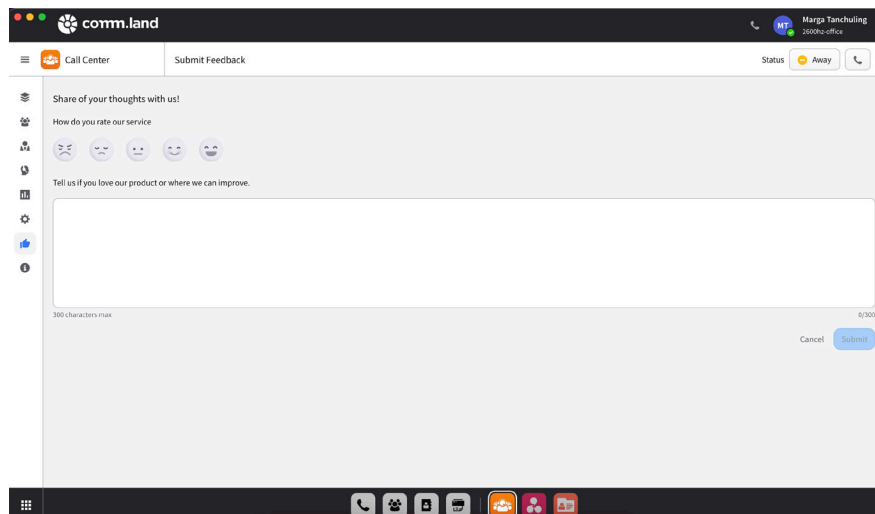 comm.land
MT
Marga Tanchuling
2600hz-office
Call Center
Submit Feedback
Status
Away
Share of your thoughts with us!
How do you rate our service
Tell us if you love our product or where we can improve.
300 characters max
0/300
Cancel
Submit